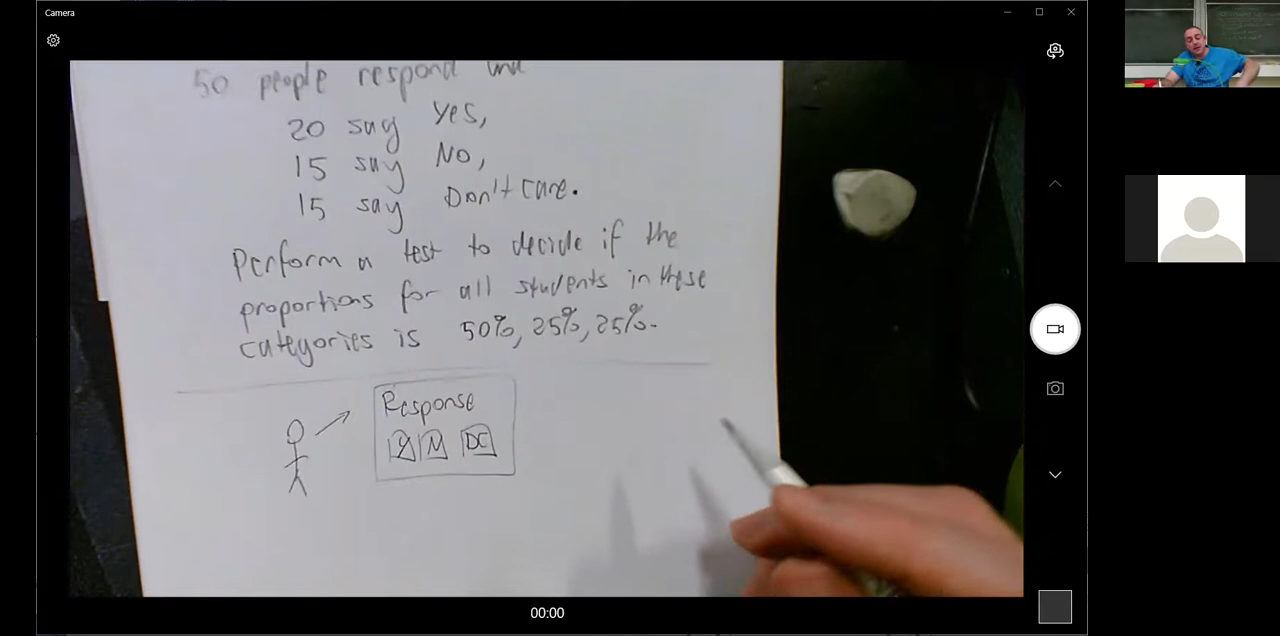 Camera
50 people respond and
20 say Yes,
15 say No,
15 say Don't care.
Perform a test to decide if the
proportions for all students in these
categories is 50%, 25%, 25%.
Response
Y N DC
00:00